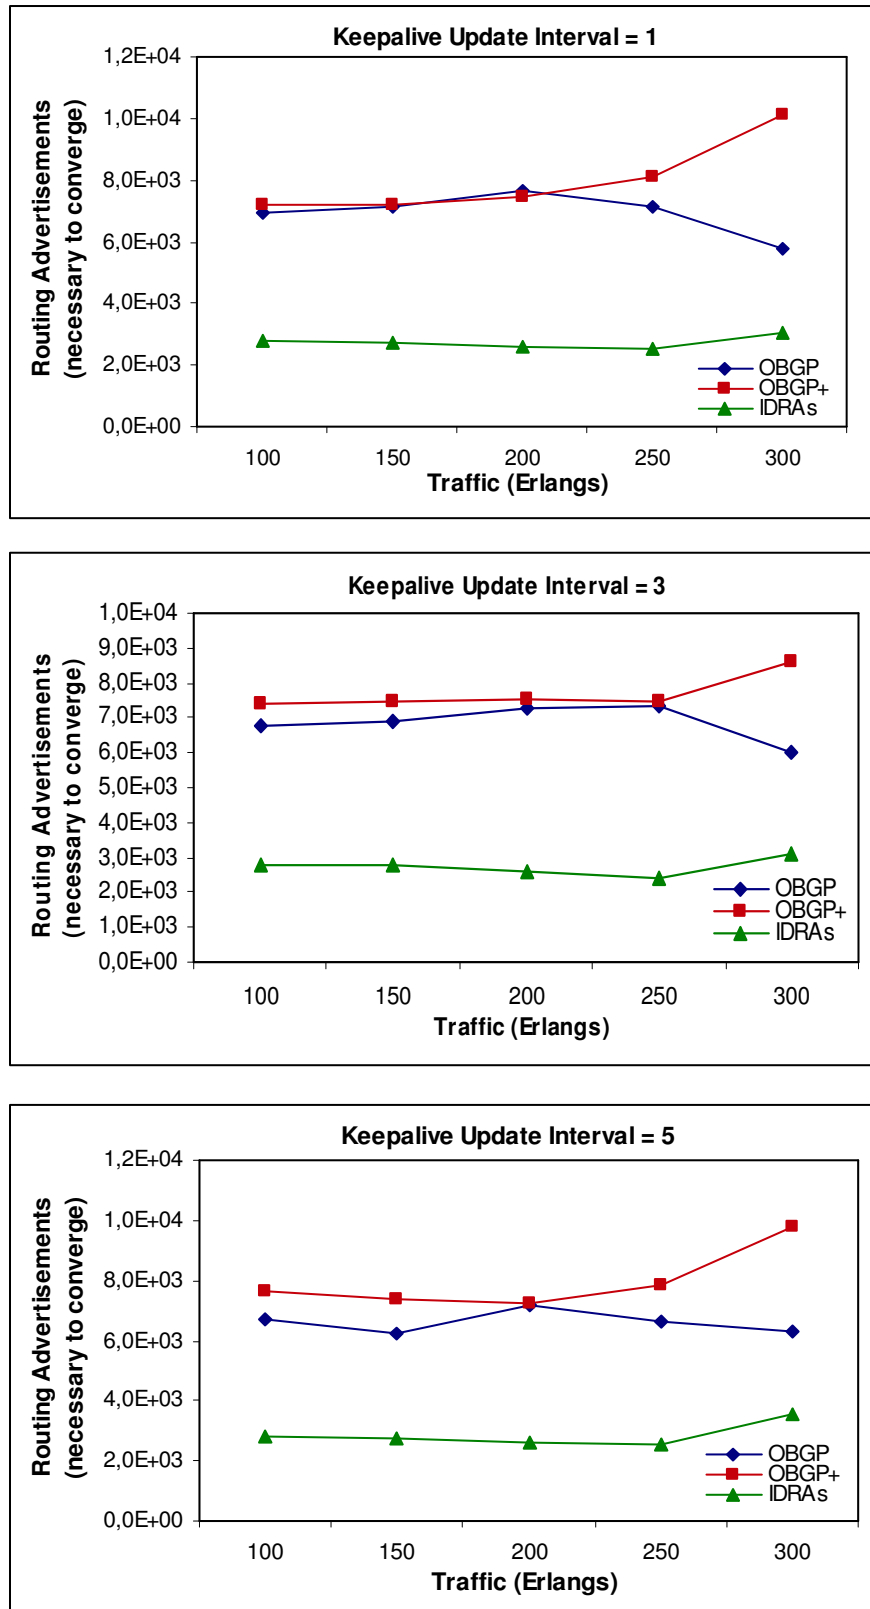 Keepalive Update Interval = 1
Routing Advertisements
(necessary to converge)
1,2E+04
1,0E+04
8,0E+03
6,0E+03
4,0E+03
2,0E+03
0,0E+00
OBGP
OBGP+
IDRAs
100 150 200 250 300
Traffic (Erlangs)
Keepalive Update Interval = 3
Routing Advertisements
(necessary to converge)
1,0E+04
9,0E+03
8,0E+03
7,0E+03
6,0E+03
5,0E+03
4,0E+03
3,0E+03
2,0E+03
1,0E+03
0,0E+00
OBGP
OBGP+
IDRAs
100 150 200 250 300
Traffic (Erlangs)
Keepalive Update Interval = 5
Routing Advertisements
(necessary to converge)
1,2E+04
1,0E+04
8,0E+03
6,0E+03
4,0E+03
2,0E+03
0,0E+00
OBGP
OBGP+
IDRAs
100 150 200 250 300
Traffic (Erlangs)